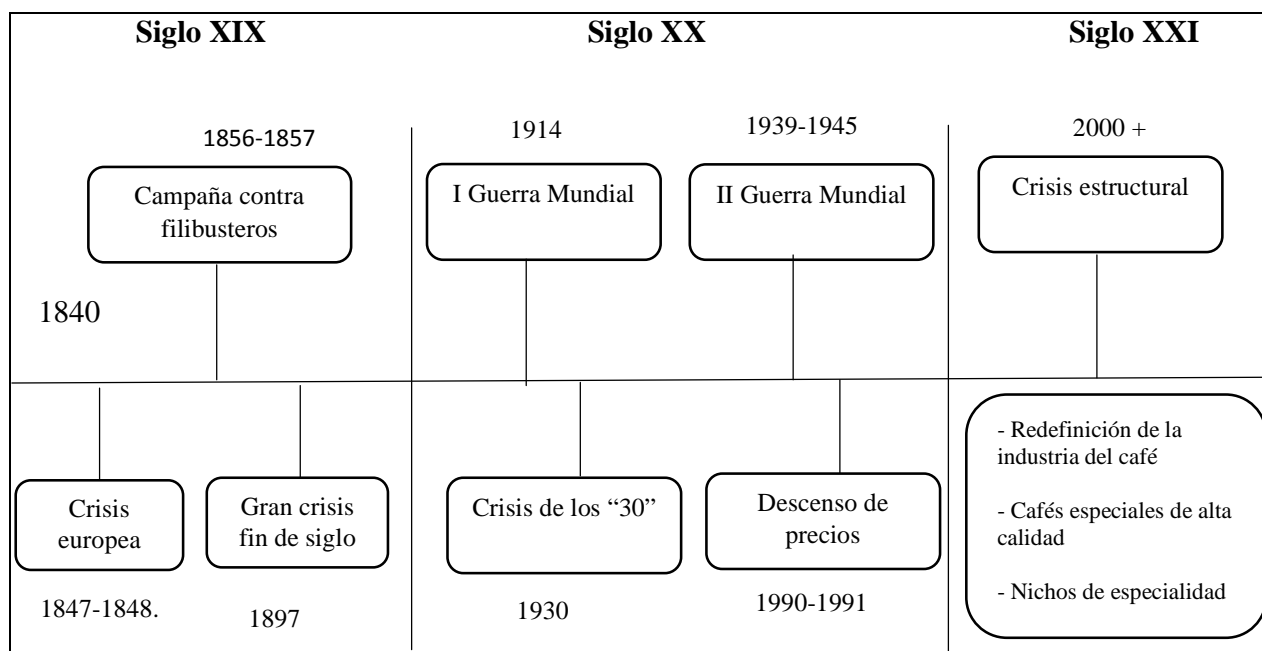 Siglo XIX
Siglo XX
Siglo XXI
1856-1857
1914
1939-1945
2000 +
Campaña contra
filibusteros
I Guerra Mundial
II Guerra Mundial
Crisis estructural
1840
Crisis
europea
Gran crisis
fin de siglo
Crisis de los “30”
Descenso de
precios
- Redefinición de la
industria del café
- Cafés especiales de alta
calidad
- Nichos de especialidad
1847-1848.
1897
1930
1990-1991